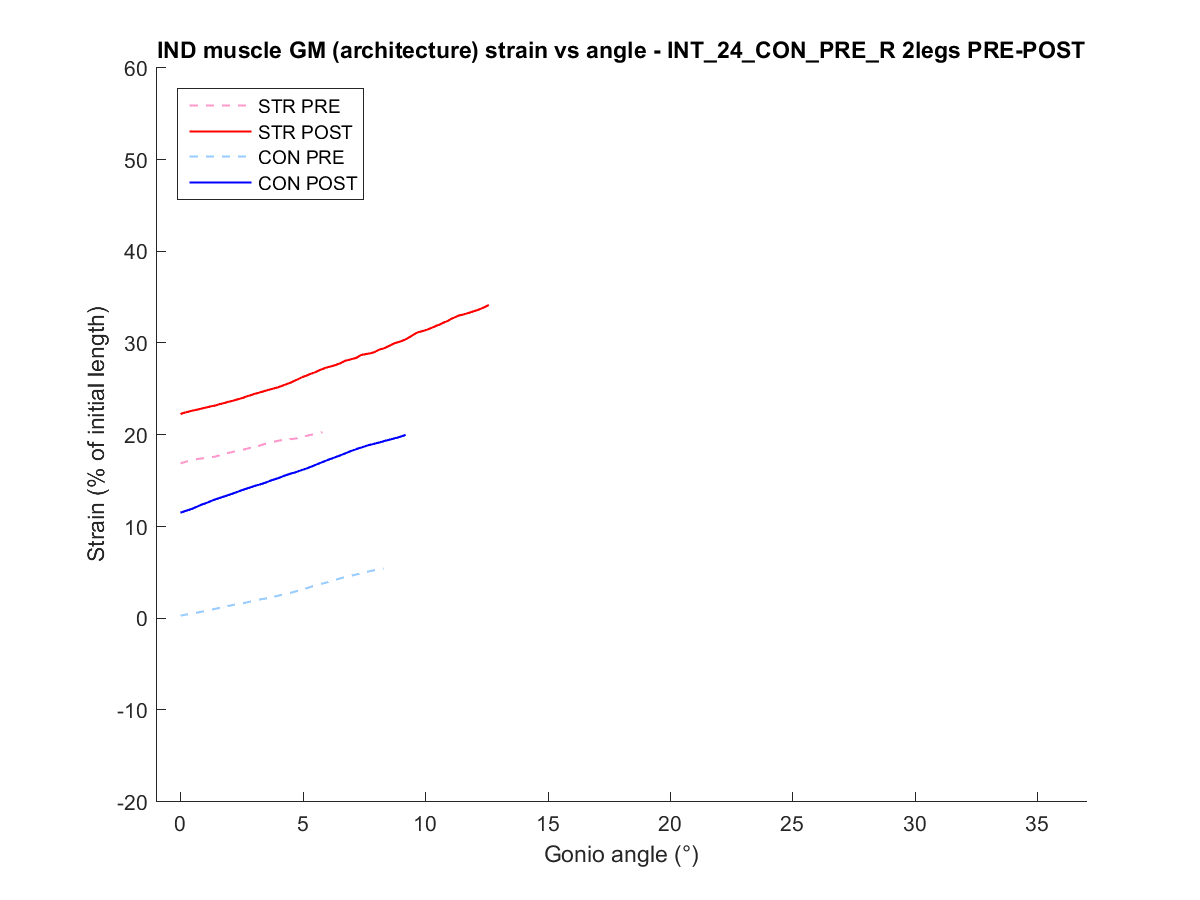 IND muscle GM (architecture) strain vs angle - INT_24_CON_PRE_R 2legs PRE-POST
60
50
40
30
20
10
0
-10
-20
STR PRE
STR POST
CON PRE
CON POST
Strain (% of initial length)
0 5 10 15 20 25 30 35
Gonio angle (°)